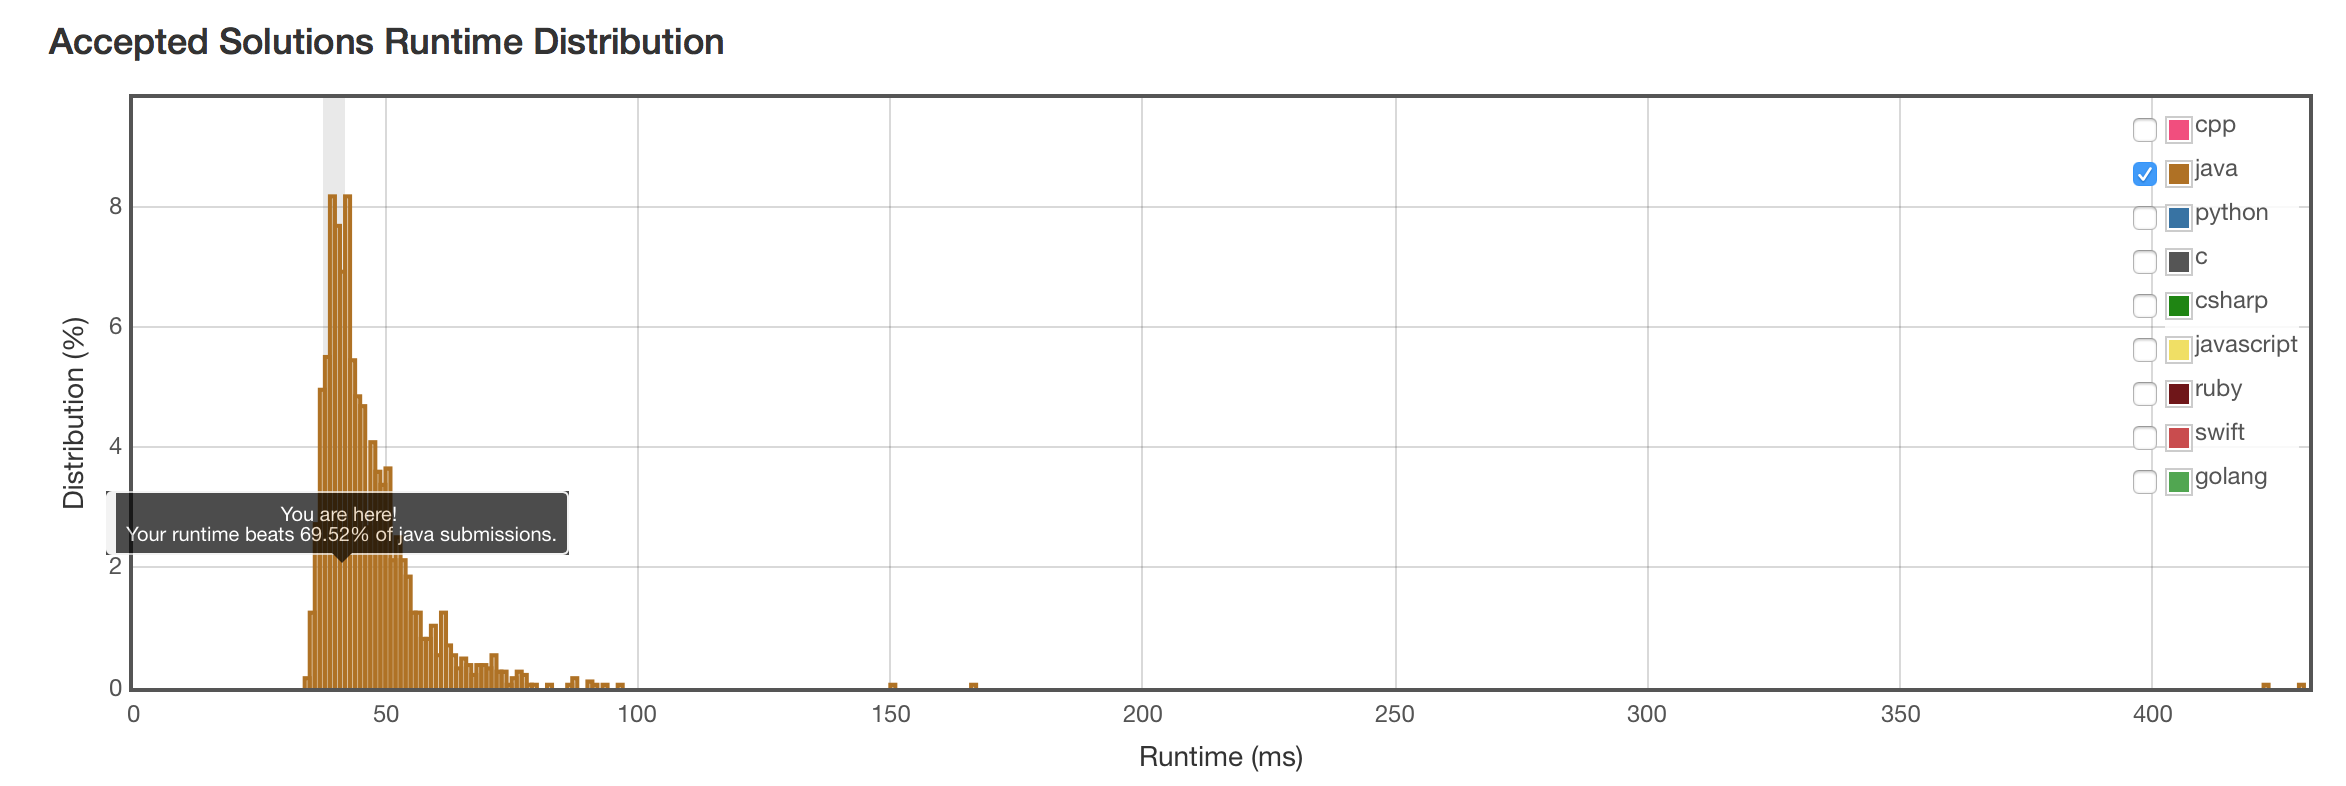 Accepted Solutions Runtime Distribution
cpp
java
python
c
csharp
javascript
ruby
swift
golang
8
6
4
2
0
Distribution (%)
You are here!
Your runtime beats 69.52% of java submissions.
0 50 100 150 200 250 300 350 400
Runtime (ms)